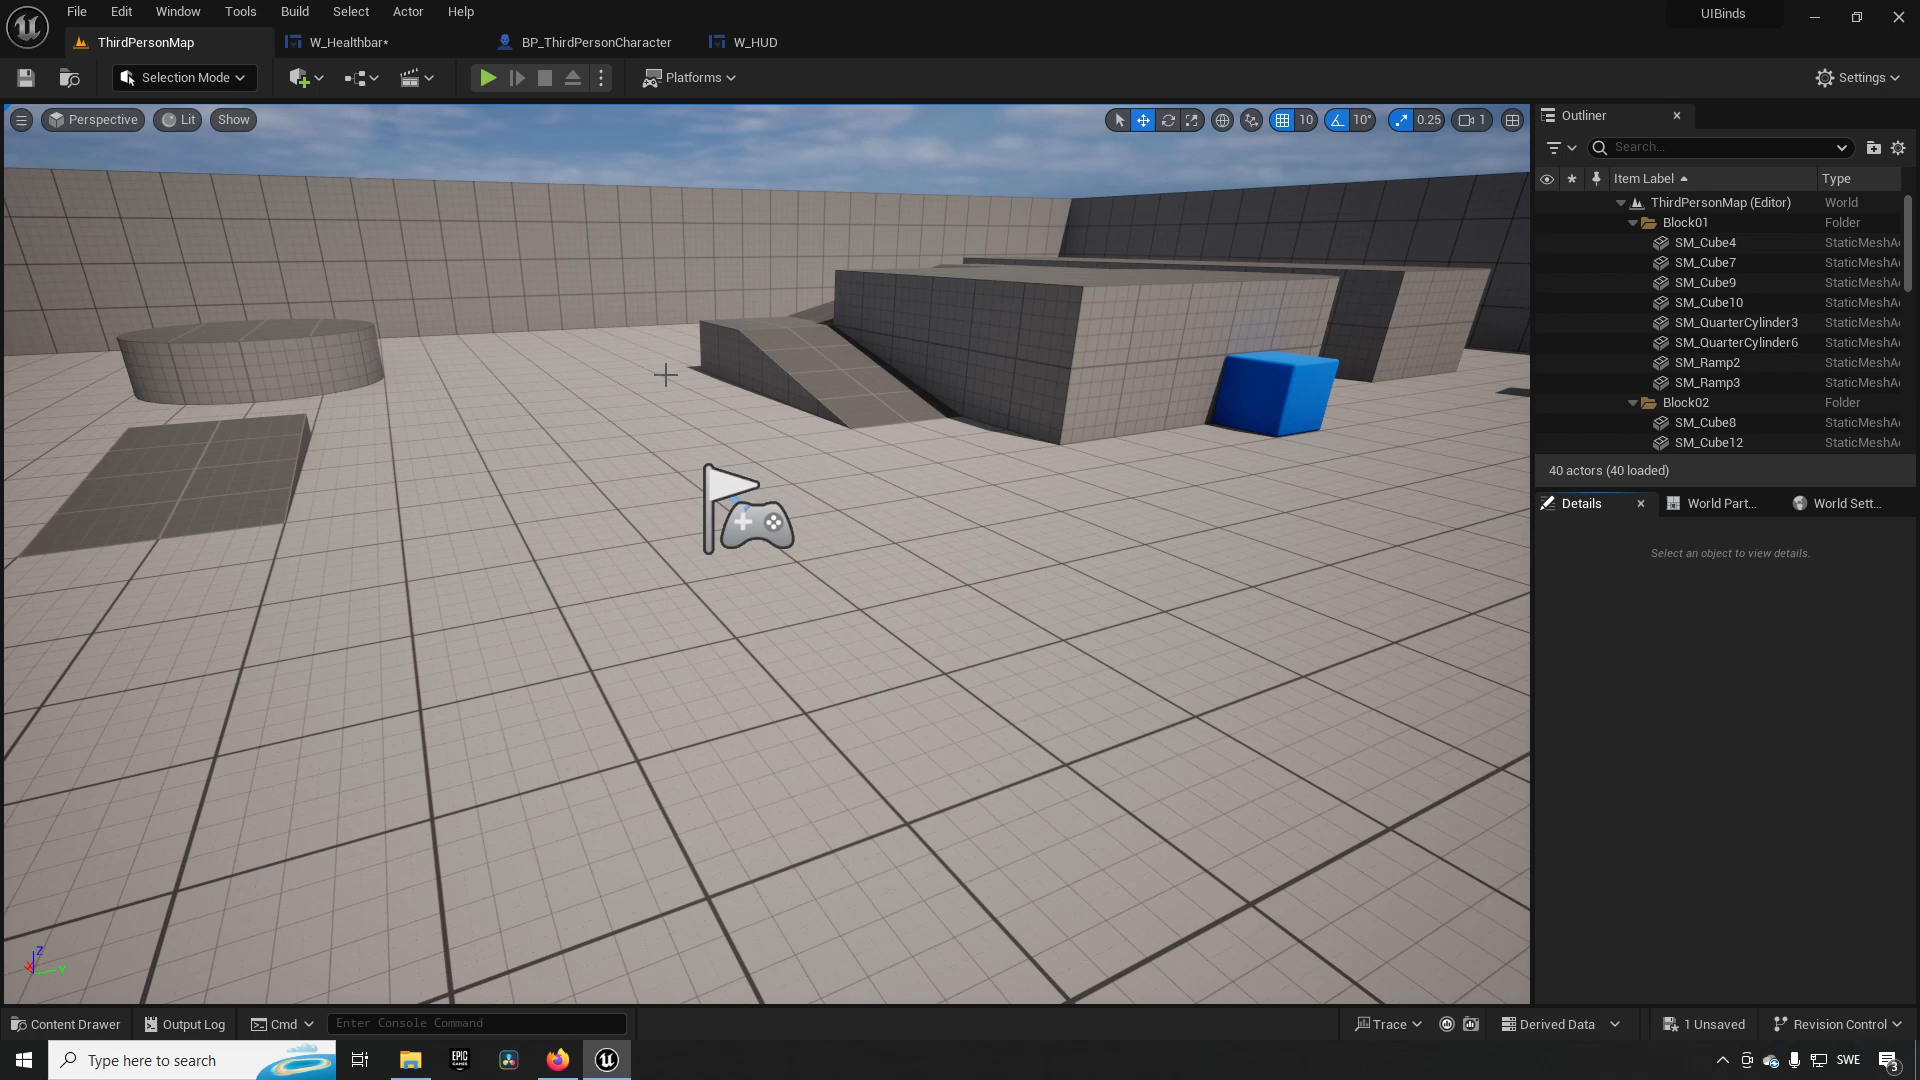 File Edit Window Tools Build Select Actor Help
UIBinds
ThirdPersonMap
W_Healthbar*
BP_ThirdPersonCharacter
W_HUD
Selection Mode
Platforms
Settings
Perspective
Lit
Show
10
10°
0.25
1
Outliner
Search...
Item Label
Type
ThirdPersonMap (Editor) World
Block01 Folder
SM_Cube4 StaticMeshA
SM_Cube7 StaticMeshA
SM_Cube9 StaticMeshA
SM_Cube10 StaticMeshA
SM_QuarterCylinder3 StaticMeshA
SM_QuarterCylinder6 StaticMeshA
SM_Ramp2 StaticMeshA
SM_Ramp3 StaticMeshA
Block02 Folder
SM_Cube8 StaticMeshA
SM_Cube12 StaticMeshA
40 actors (40 loaded)
Details
World Part...
World Sett...
Select an object to view details.
Z
X
Y
Content Drawer
Output Log
Cmd
Enter Console Command
Trace
Derived Data
1 Unsaved
Revision Control
Type here to search
EPIC
GAMES
SWE
3